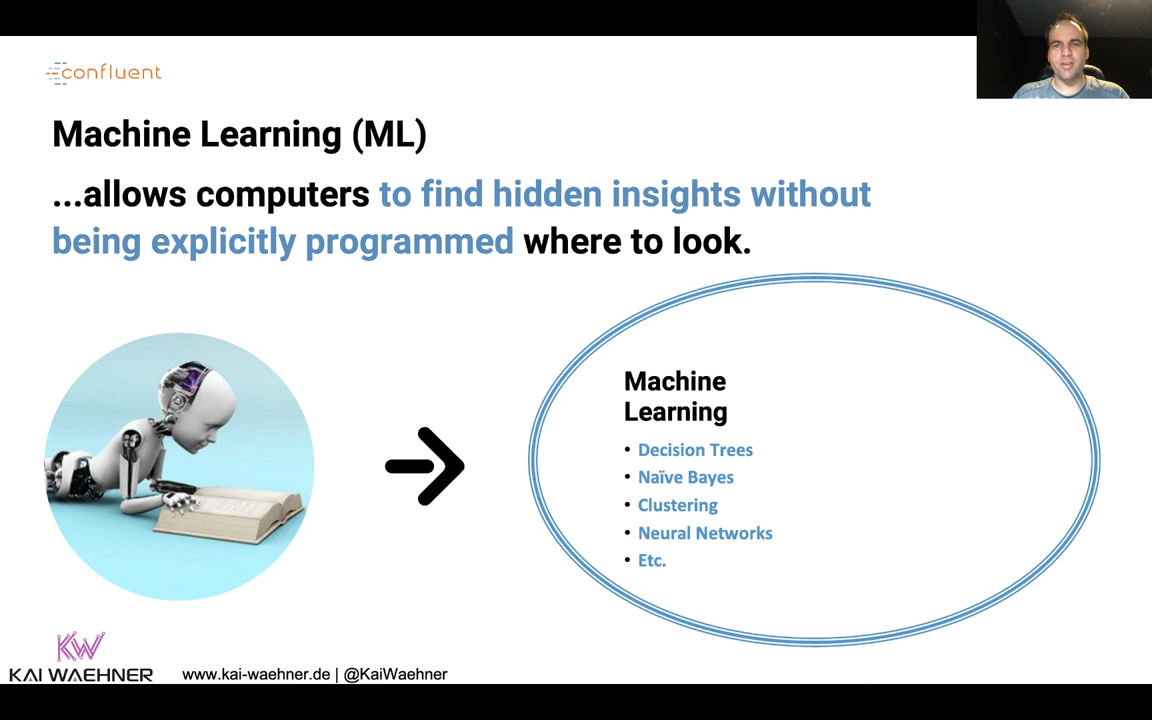 confluent
Machine Learning (ML)
...allows computers to find hidden insights without
being explicitly programmed where to look.
Machine
Learning
• Decision Trees
• Naïve Bayes
• Clustering
• Neural Networks
• Etc.
KW
KAI WAEHNER
www.kai-waehner.de | @KaiWaehner